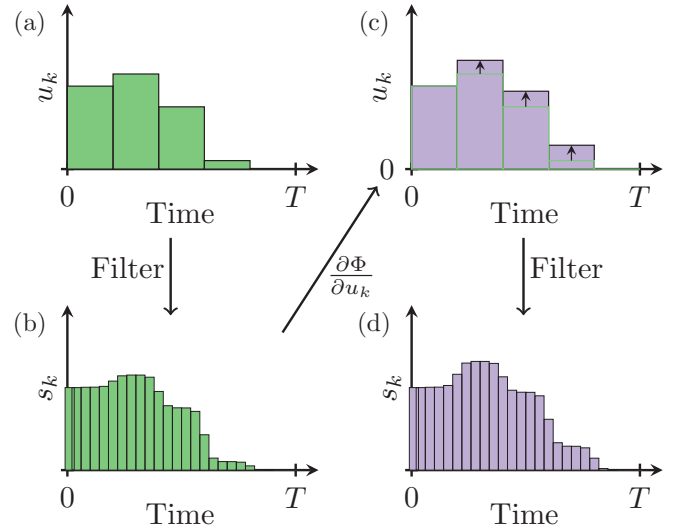 (a)
u_k
0
T
Time
(c)
u_k
0
0
T
Time
Filter
∂Φ
∂u_k
Filter
(b)
s_k
0
T
Time
(d)
s_k
0
T
Time